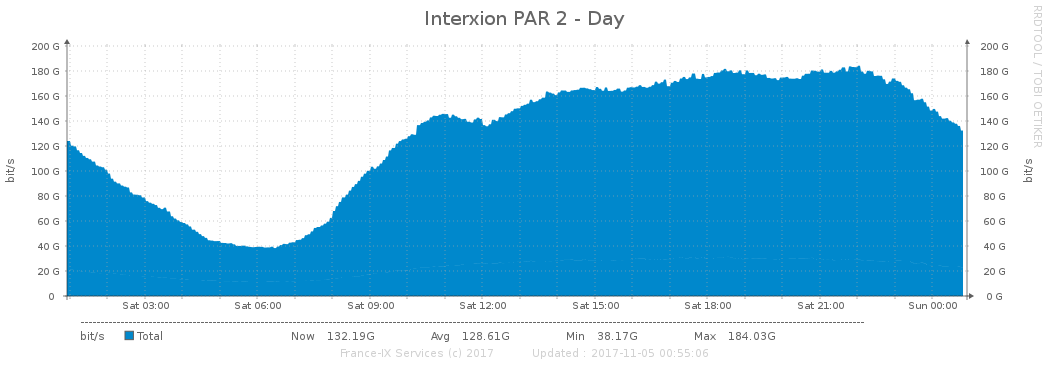 Interxion PAR 2 - Day
RRDTOOL / TOBI OETIKER
bit/s
200 G
180 G
160 G
140 G
120 G
100 G
80 G
60 G
40 G
20 G
0
200 G
180 G
160 G
140 G
120 G
100 G
80 G
60 G
40 G
20 G
0 G
bit/s
Sat 03:00 Sat 06:00 Sat 09:00 Sat 12:00 Sat 15:00 Sat 18:00 Sat 21:00 Sun 00:00
bit/s Total Now 132.19G Avg 128.61G Min 38.17G Max 184.03G
France-IX Services (c) 2017 Updated : 2017-11-05 00:55:06